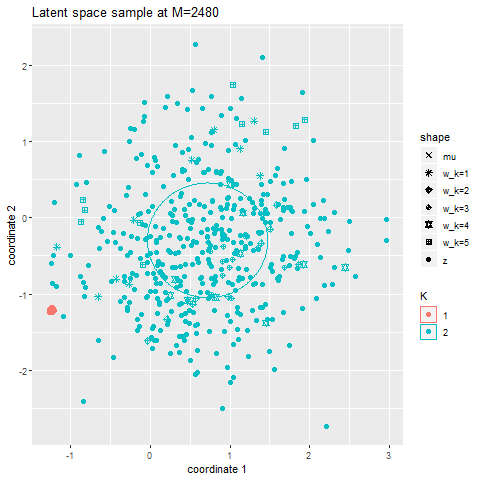 Latent space sample at M=2480
2
1
0
-1
-2
-1
0
1
2
3
coordinate 1
coordinate 2
shape
mu
w_k=1
w_k=2
w_k=3
w_k=4
w_k=5
z
K
1
2